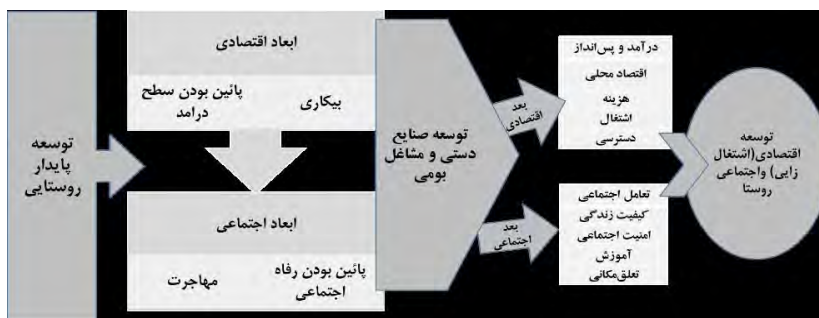 توسعه
پایدار
روستایی
ابعاد اقتصادی
پائین بودن سطح
درامد
بیکاری
ابعاد اجتماعی
مهاجرت
پائین بودن رفاه
اجتماعی
توسعه صنایع
دستی و مشاغل
بومی
بعد
اقتصادی
بعد
اجتماعی
درآمد و پس‌انداز
اقتصاد محلی
هزینه
اشتغال
دسترسی
تعامل اجتماعی
کیفیت زندگی
امنیت اجتماعی
آموزش
تعلق‌مکانی
توسعه
اقتصادی(اشتغال
زایی) واجتماعی
روستا